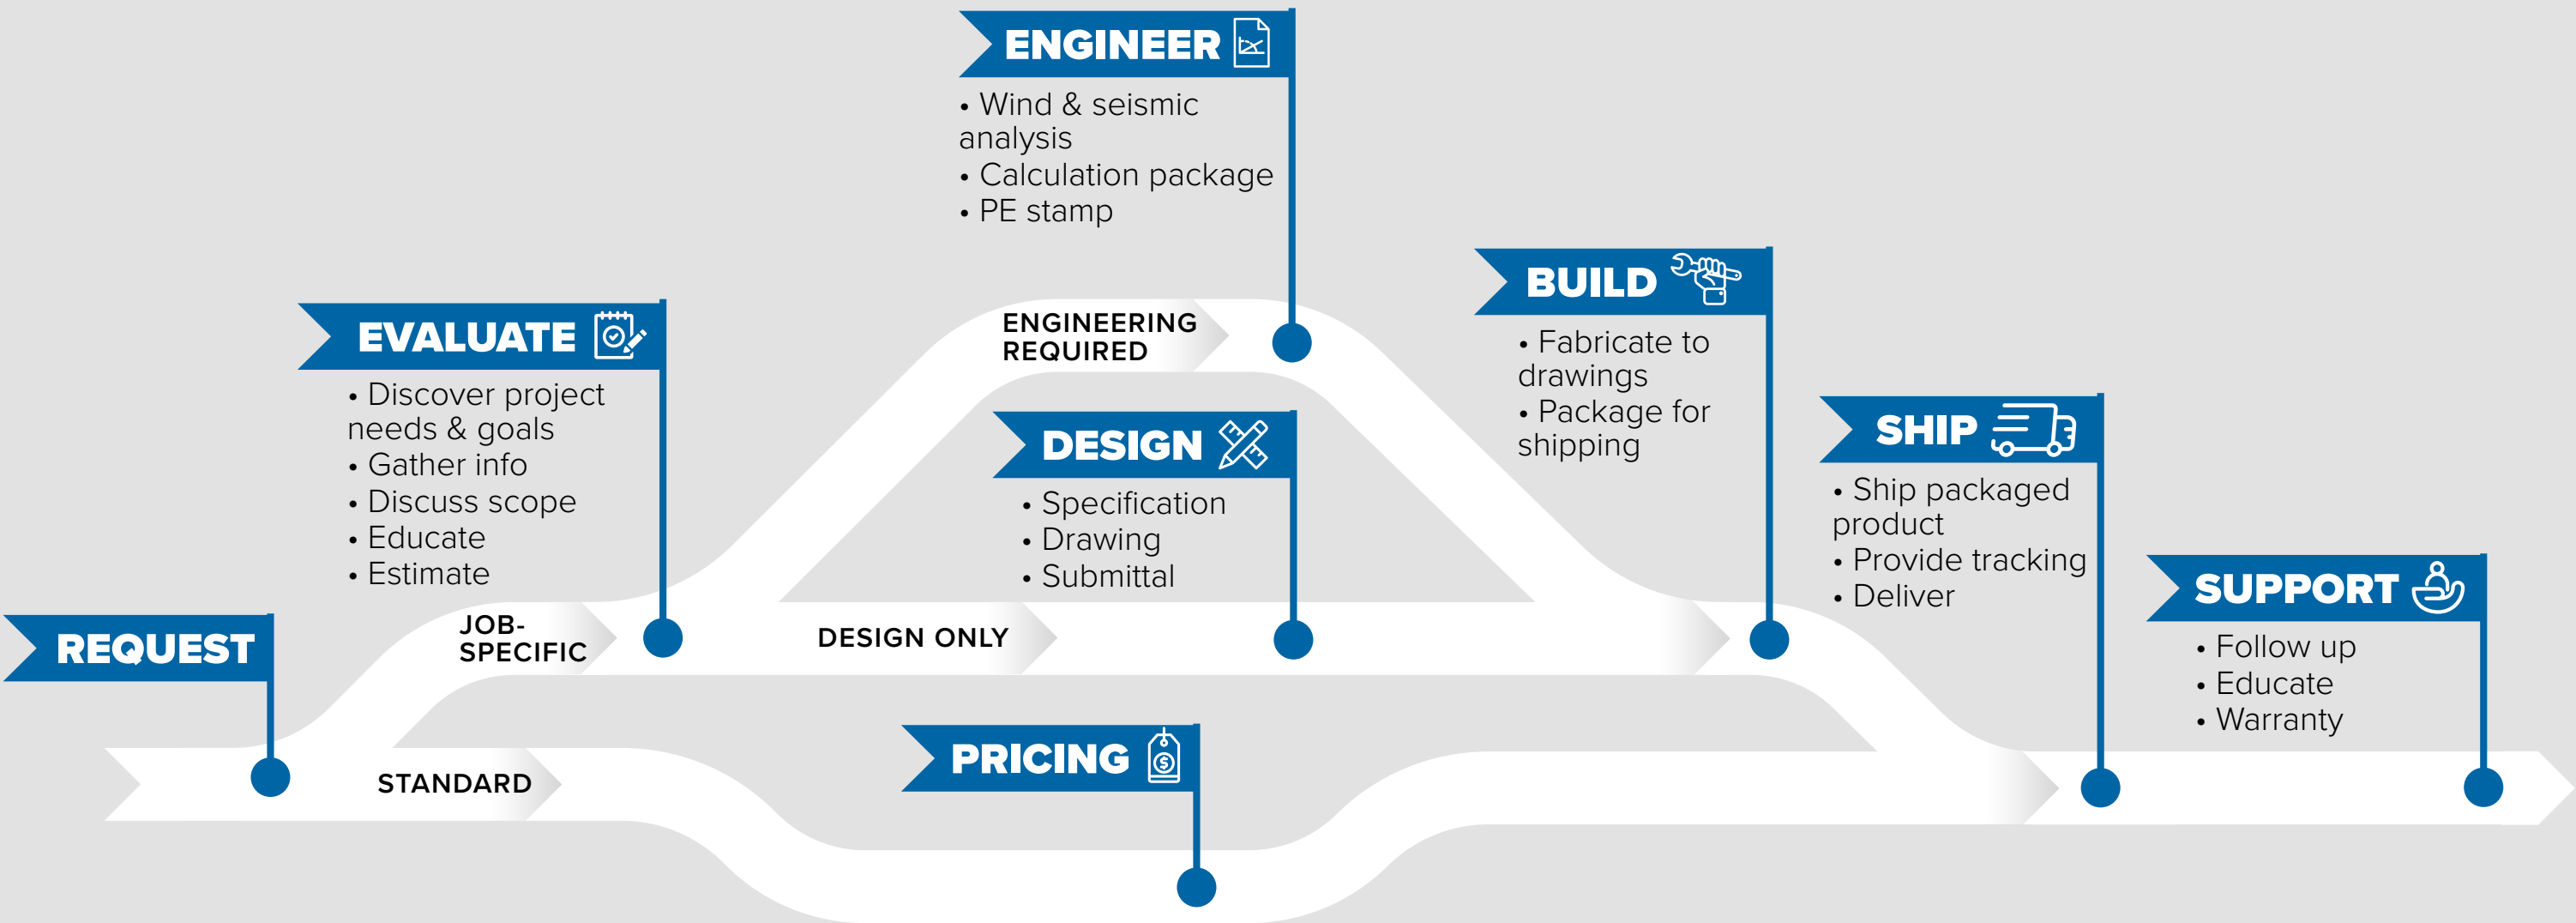 REQUEST
EVALUATE
• Discover project
needs & goals
• Gather info
• Discuss scope
• Educate
• Estimate
JOB-
SPECIFIC
STANDARD
ENGINEER
• Wind & seismic
analysis
• Calculation package
• PE stamp
ENGINEERING
REQUIRED
DESIGN
• Specification
• Drawing
• Submittal
DESIGN ONLY
PRICING
$
BUILD
• Fabricate to
drawings
• Package for
shipping
SHIP
• Ship packaged
product
• Provide tracking
• Deliver
SUPPORT
• Follow up
• Educate
• Warranty